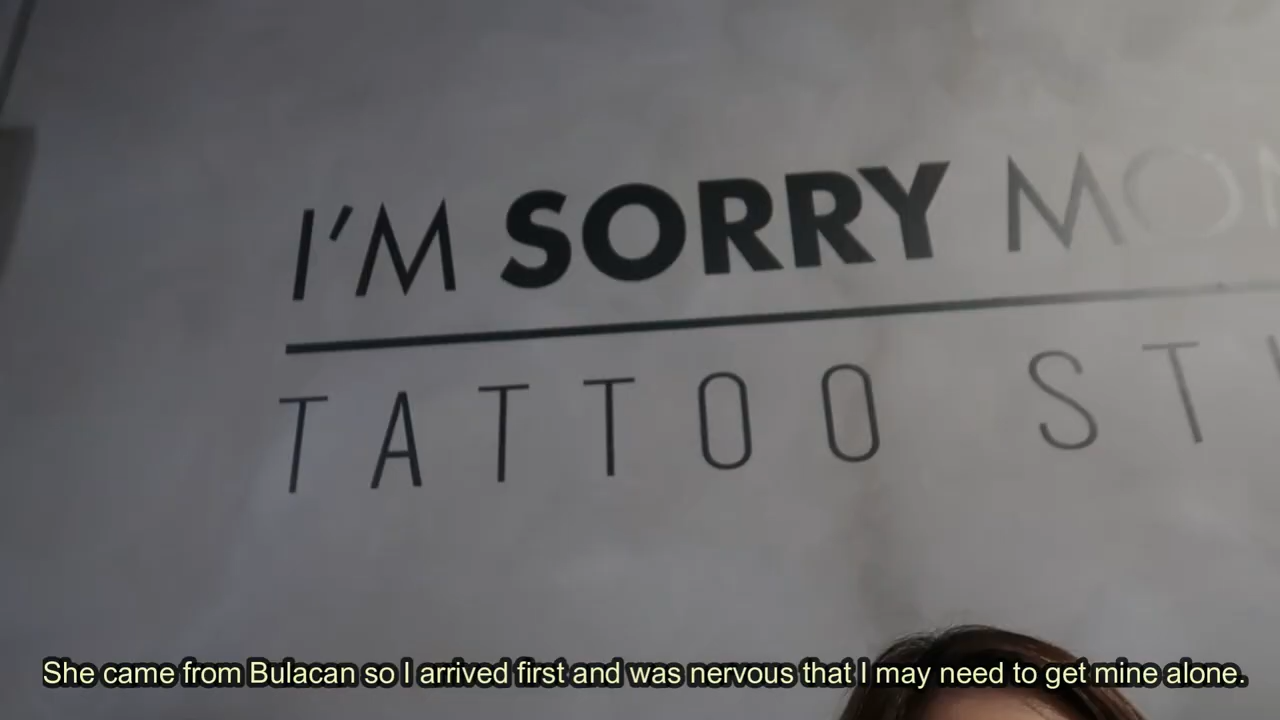 I'M SORRY
TATTOO
She came from Bulacan so I arrived first and was nervous that I may need to get mine alone.